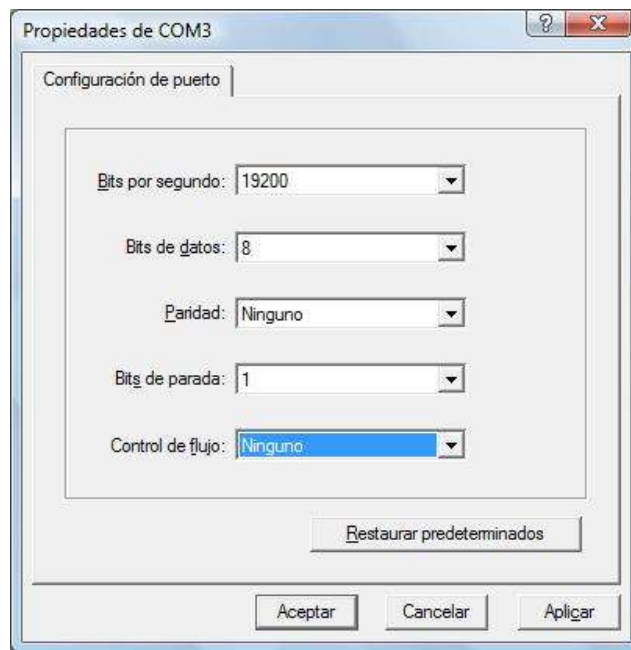 Propiedades de COM3
Configuración de puerto
Bits por segundo: 19200
Bits de datos: 8
Paridad: Ninguno
Bits de parada: 1
Control de flujo: Ninguno
Restaurar predeterminados
Aceptar Cancelar Aplicar